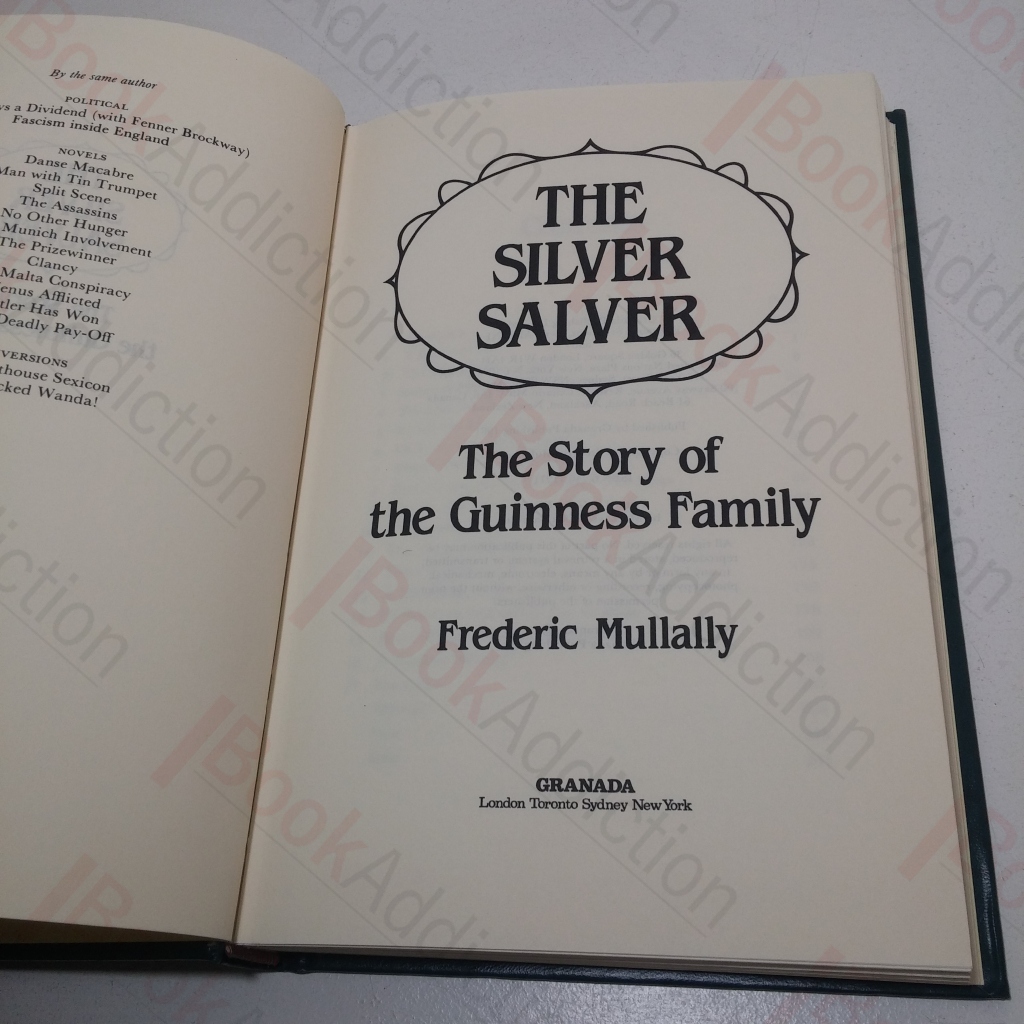 By the same author
POLITICAL
a Dividend (with Fenner Brockway)
Fascism inside England
NOVELS
Danse Macabre
Man with Tin Trumpet
Split Scene
The Assassins
No Other Hunger
Munich Involvement
The Prizewinner
Clancy
Malta Conspiracy
enus Afflicted
tler Has Won
Deadly Pay-Off
VERSIONS
thouse Sexicon
cked Wanda!
THE
SILVER
SALVER
The Story of
the Guinness Family
Frederic Mullally
GRANADA
London Toronto Sydney New York
BookAddiction